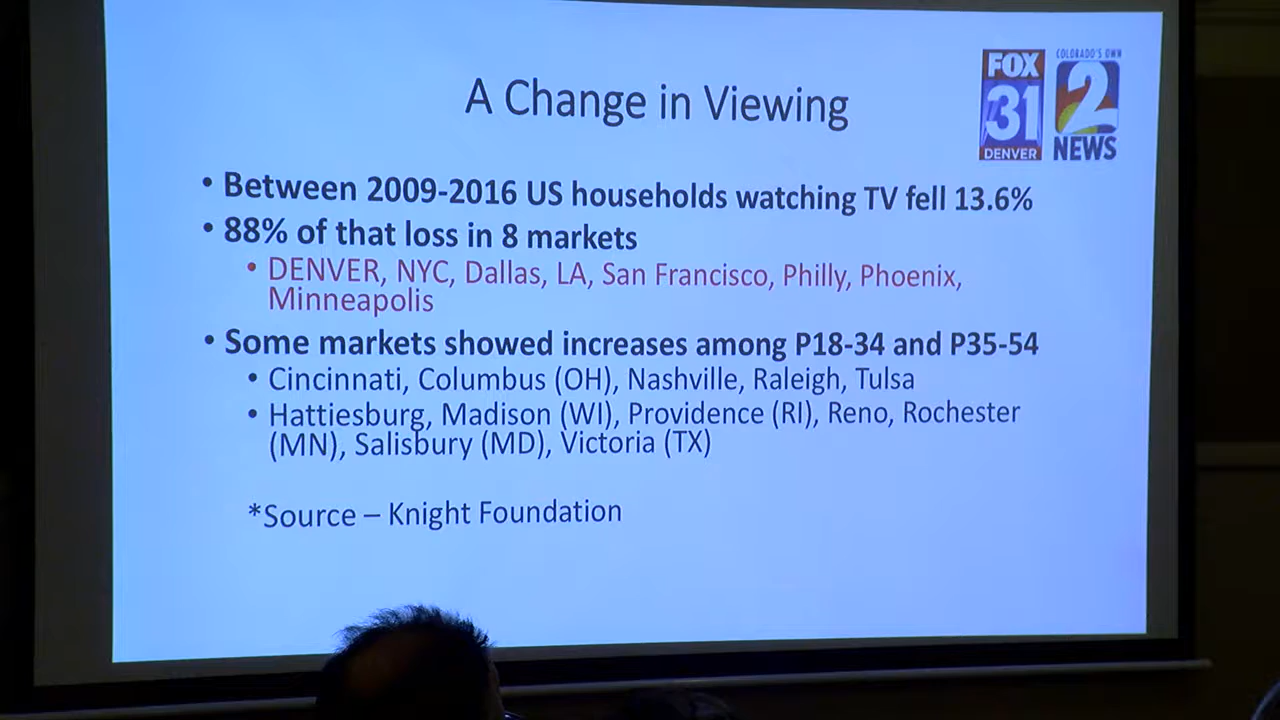 A Change in Viewing
FOX
31
DENVER
COLORADO'S OWN
2
NEWS
• Between 2009-2016 US households watching TV fell 13.6%
• 88% of that loss in 8 markets
• DENVER, NYC, Dallas, LA, San Francisco, Philly, Phoenix,
Minneapolis
• Some markets showed increases among P18-34 and P35-54
• Cincinnati, Columbus (OH), Nashville, Raleigh, Tulsa
• Hattiesburg, Madison (WI), Providence (RI), Reno, Rochester
(MN), Salisbury (MD), Victoria (TX)
*Source – Knight Foundation